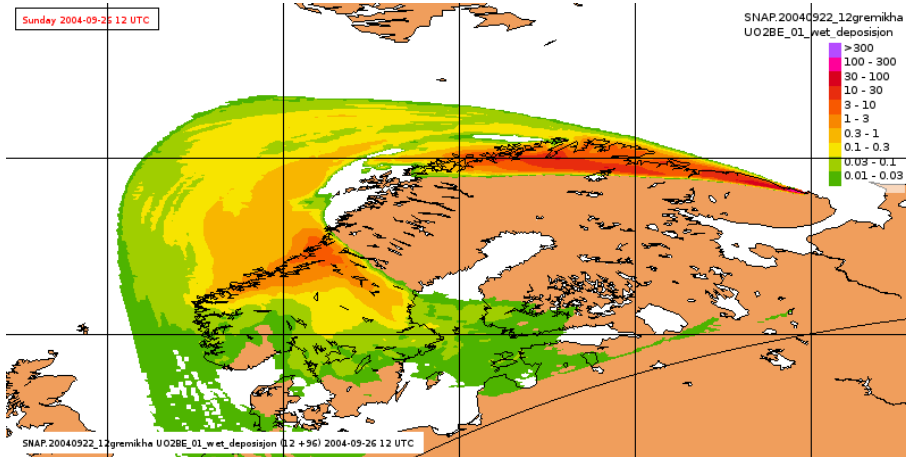 Sunday 2004-09-26 12 UTC
SNAP.20040922_12gremikha
UO2BE_01_wet_deposisjon
>300
100 - 300
30 - 100
10 - 30
3 - 10
1 - 3
0.3 - 1
0.1 - 0.3
0.03 - 0.1
0.01 - 0.03
SNAP.20040922_12gremikha UO2BE_01_wet_deposisjon (12 +96) 2004-09-26 12 UTC